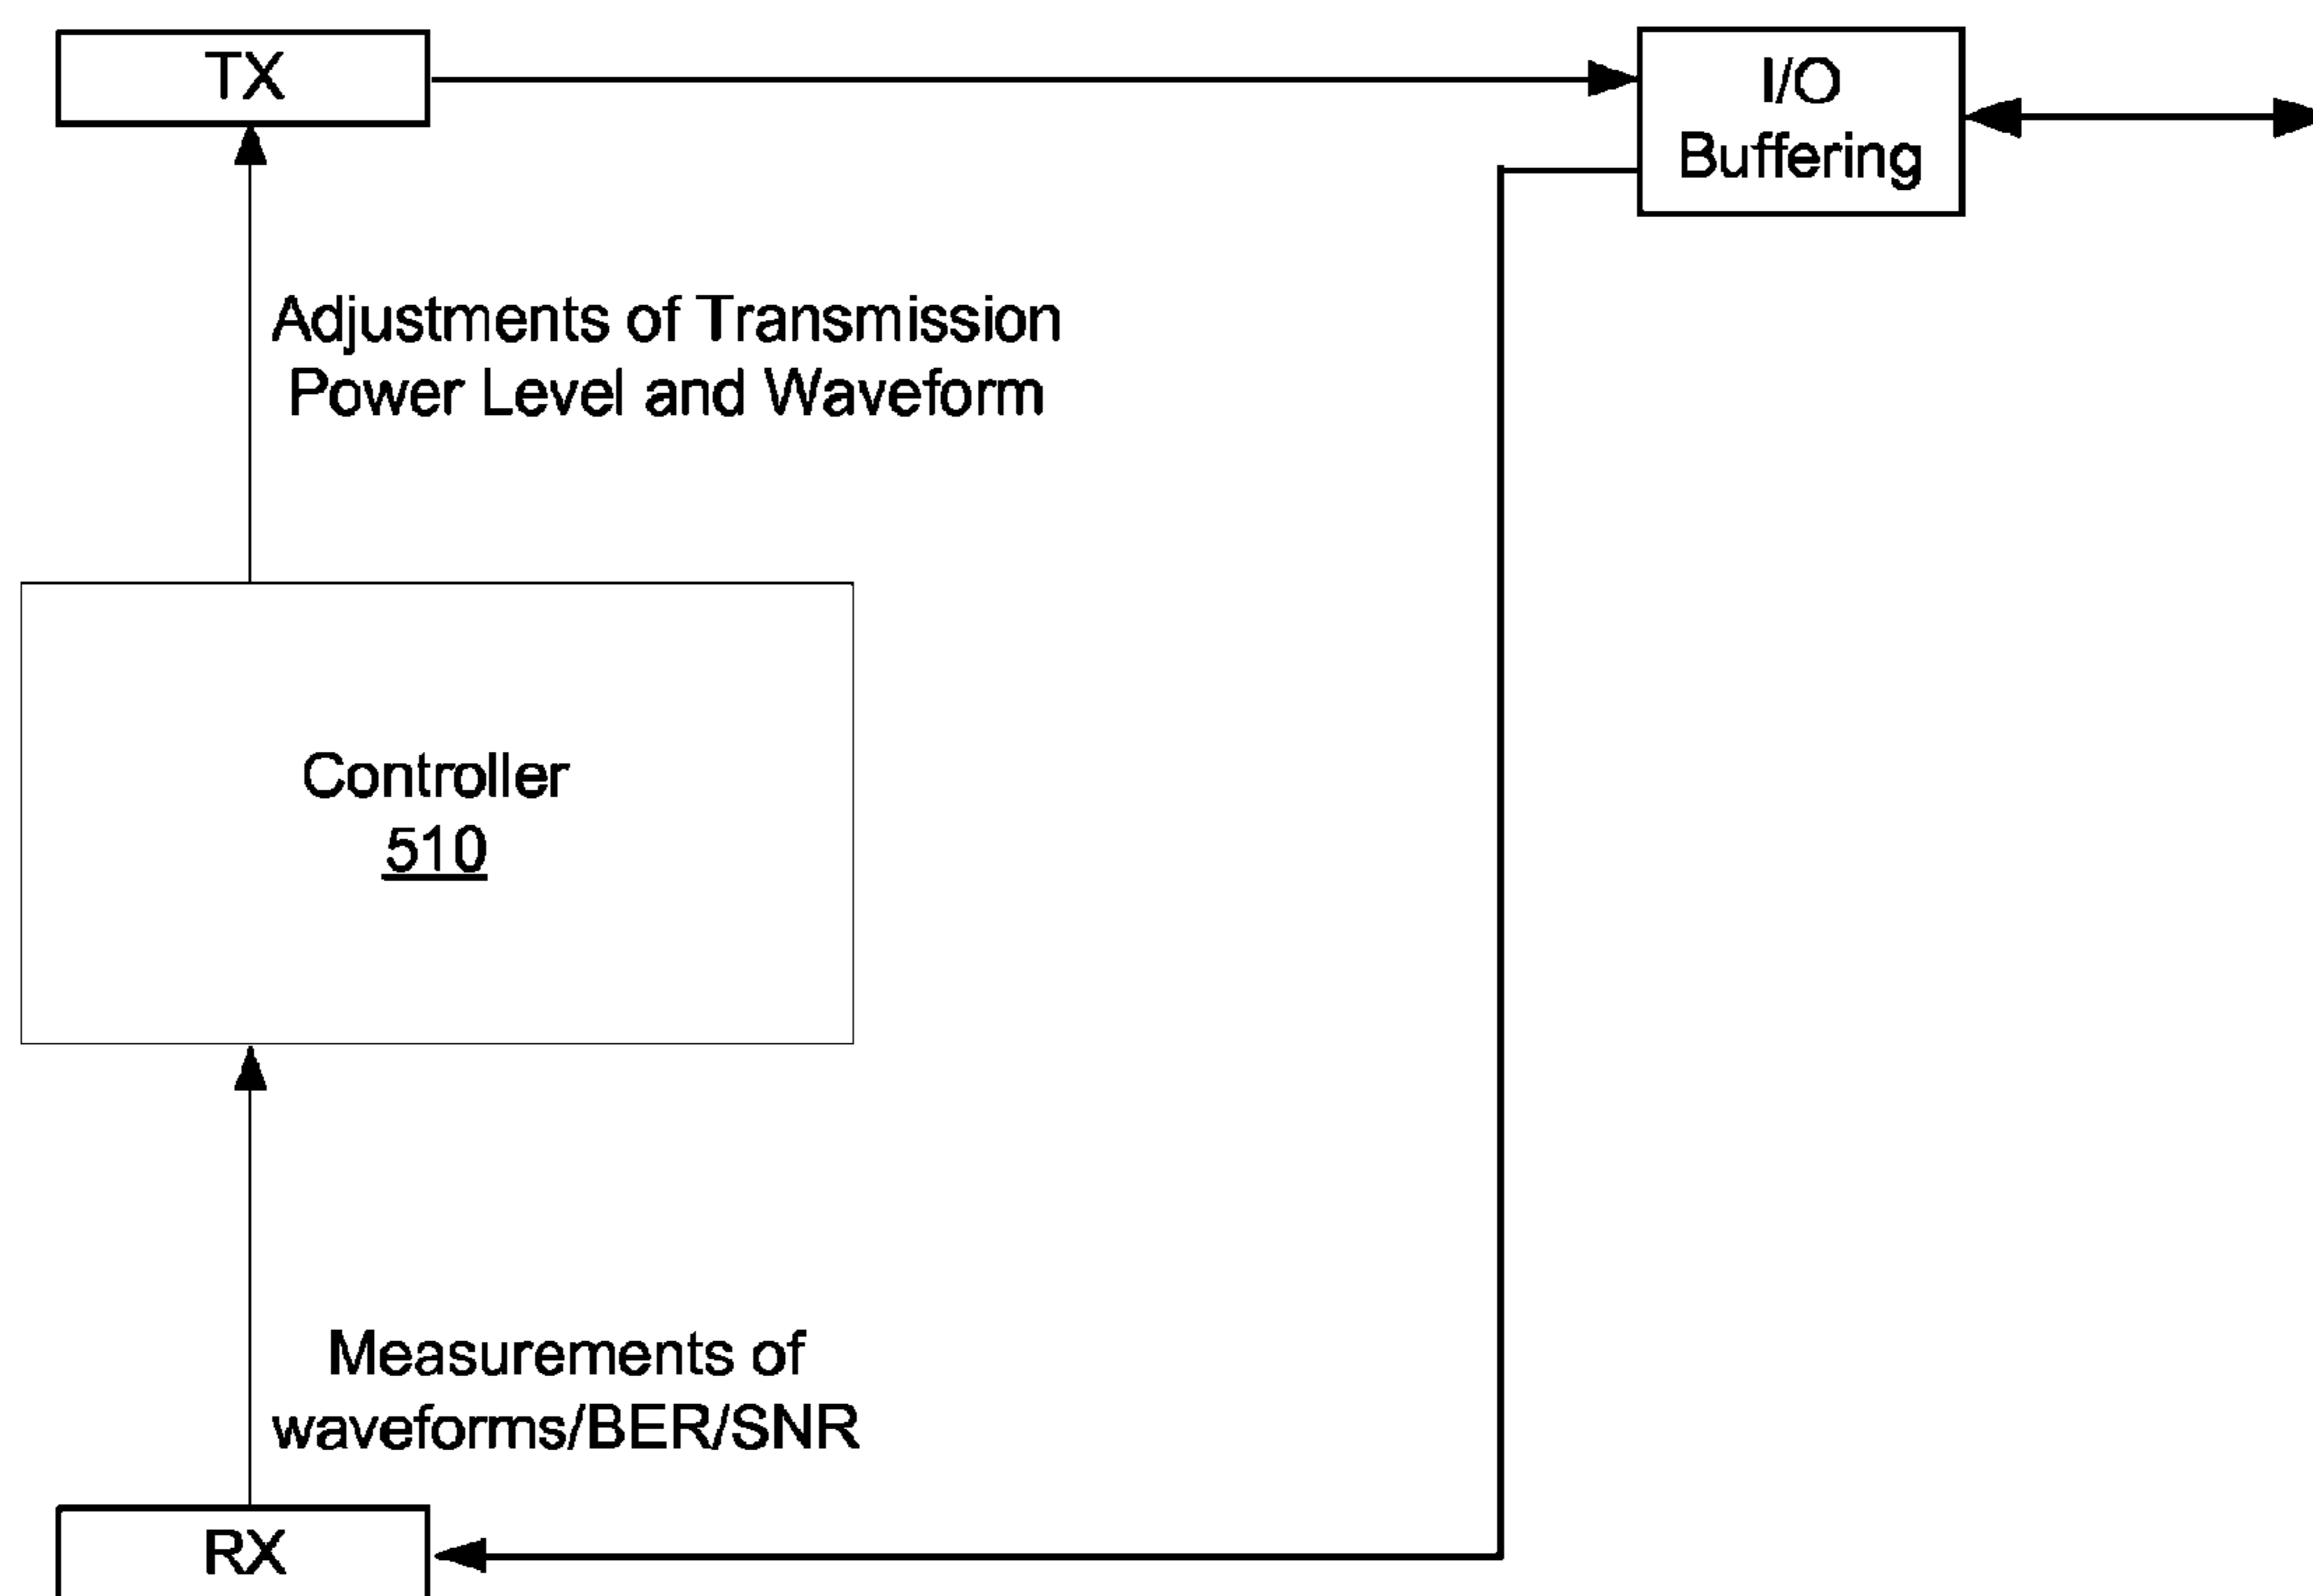 TX
I/O
Buffering
Adjustments of Transmission
Power Level and Waveform
Controller
510
Measurements of
waveforms/BER/SNR
RX